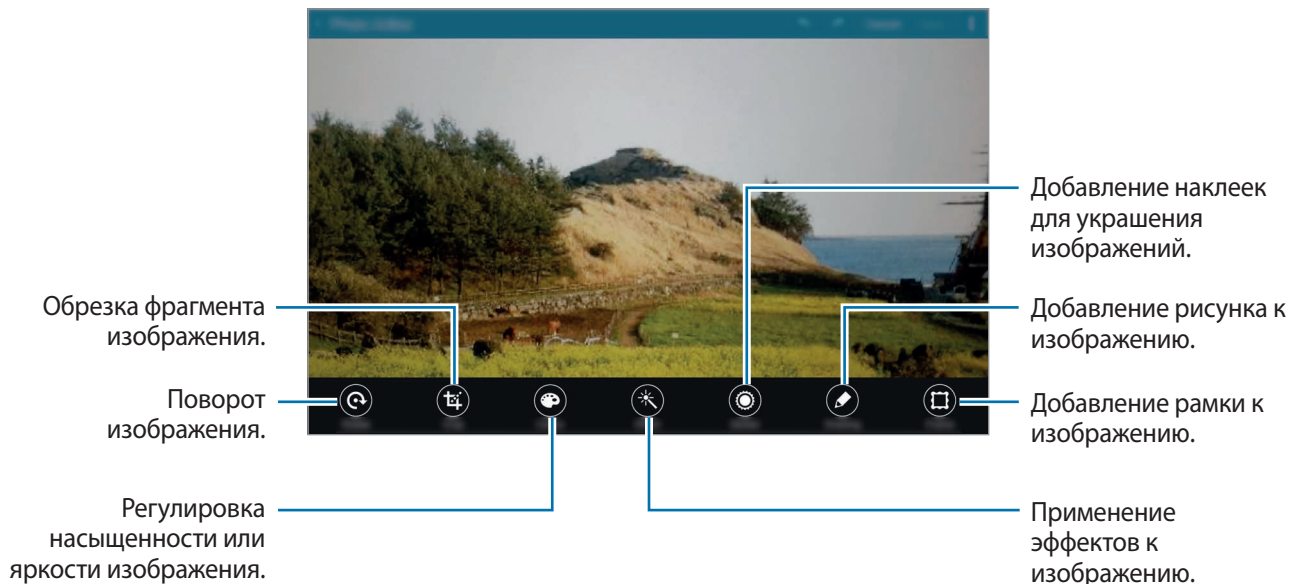 Добавление наклеек
для украшения
изображений.
Обрезка фрагмента
изображения.
Добавление рисунка к
изображению.
Поворот
изображения.
Добавление рамки к
изображению.
Регулировка
насыщенности или
яркости изображения.
Применение
эффектов к
изображению.